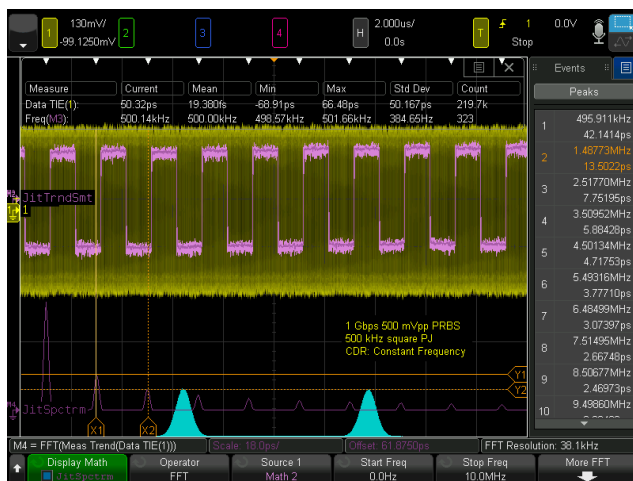 130mV/
-99.1250mV
1
2
3
4
H
2.000us/
0.0s
T
1
0.0V
Stop
Events
Peaks
Measure Current Mean Min Max Std Dev Count
Data TIE(1): 50.32ps 19.380fs -68.91ps 66.48ps 50.167ps 219.7k
Freq(M3): 500.14kHz 500.00kHz 498.57kHz 501.66kHz 384.65Hz 323
1 495.911kHz
42.1414ps
2 1.48773MHz
13.5022ps
3 2.51770MHz
7.75195ps
4 3.50952MHz
5.88428ps
5 4.50134MHz
4.71753ps
6 5.49316MHz
3.77710ps
7 6.48499MHz
3.07397ps
8 7.51495MHz
2.66748ps
9 8.50677MHz
2.46973ps
10 9.49860MHz
JitTrndSmt
1
1 Gbps 500 mVpp PRBS
500 kHz square PJ
CDR: Constant Frequency
Y1
Y2
M4
JitSpctrm
X1 X2
M4 = FFT(Meas Trend(Data TIE(1))) Scale: 18.0ps/ Offset: 61.8750ps FFT Resolution: 38.1kHz
Display Math Operator Source 1 Start Freq Stop Freq More FFT
JitSpctrm FFT Math 2 0.0Hz 10.0MHz